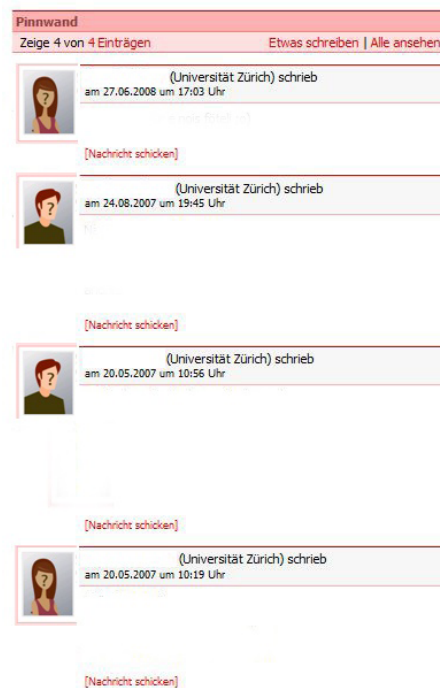 Pinnwand
Zeige 4 von 4 Einträgen Etwas schreiben | Alle ansehen
(Universität Zürich) schrieb
am 27.06.2008 um 17:03 Uhr
[Nachricht schicken]
(Universität Zürich) schrieb
am 24.08.2007 um 19:45 Uhr
[Nachricht schicken]
(Universität Zürich) schrieb
am 20.05.2007 um 10:56 Uhr
[Nachricht schicken]
(Universität Zürich) schrieb
am 20.05.2007 um 10:19 Uhr
[Nachricht schicken]